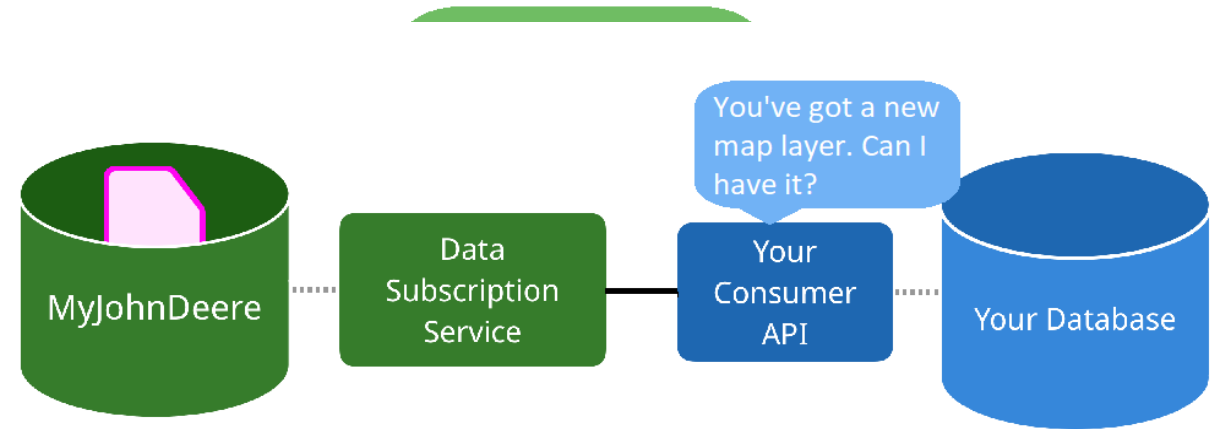 You've got a new
map layer. Can I
have it?
MyJohnDeere
Data
Subscription
Service
Your
Consumer
API
Your Database